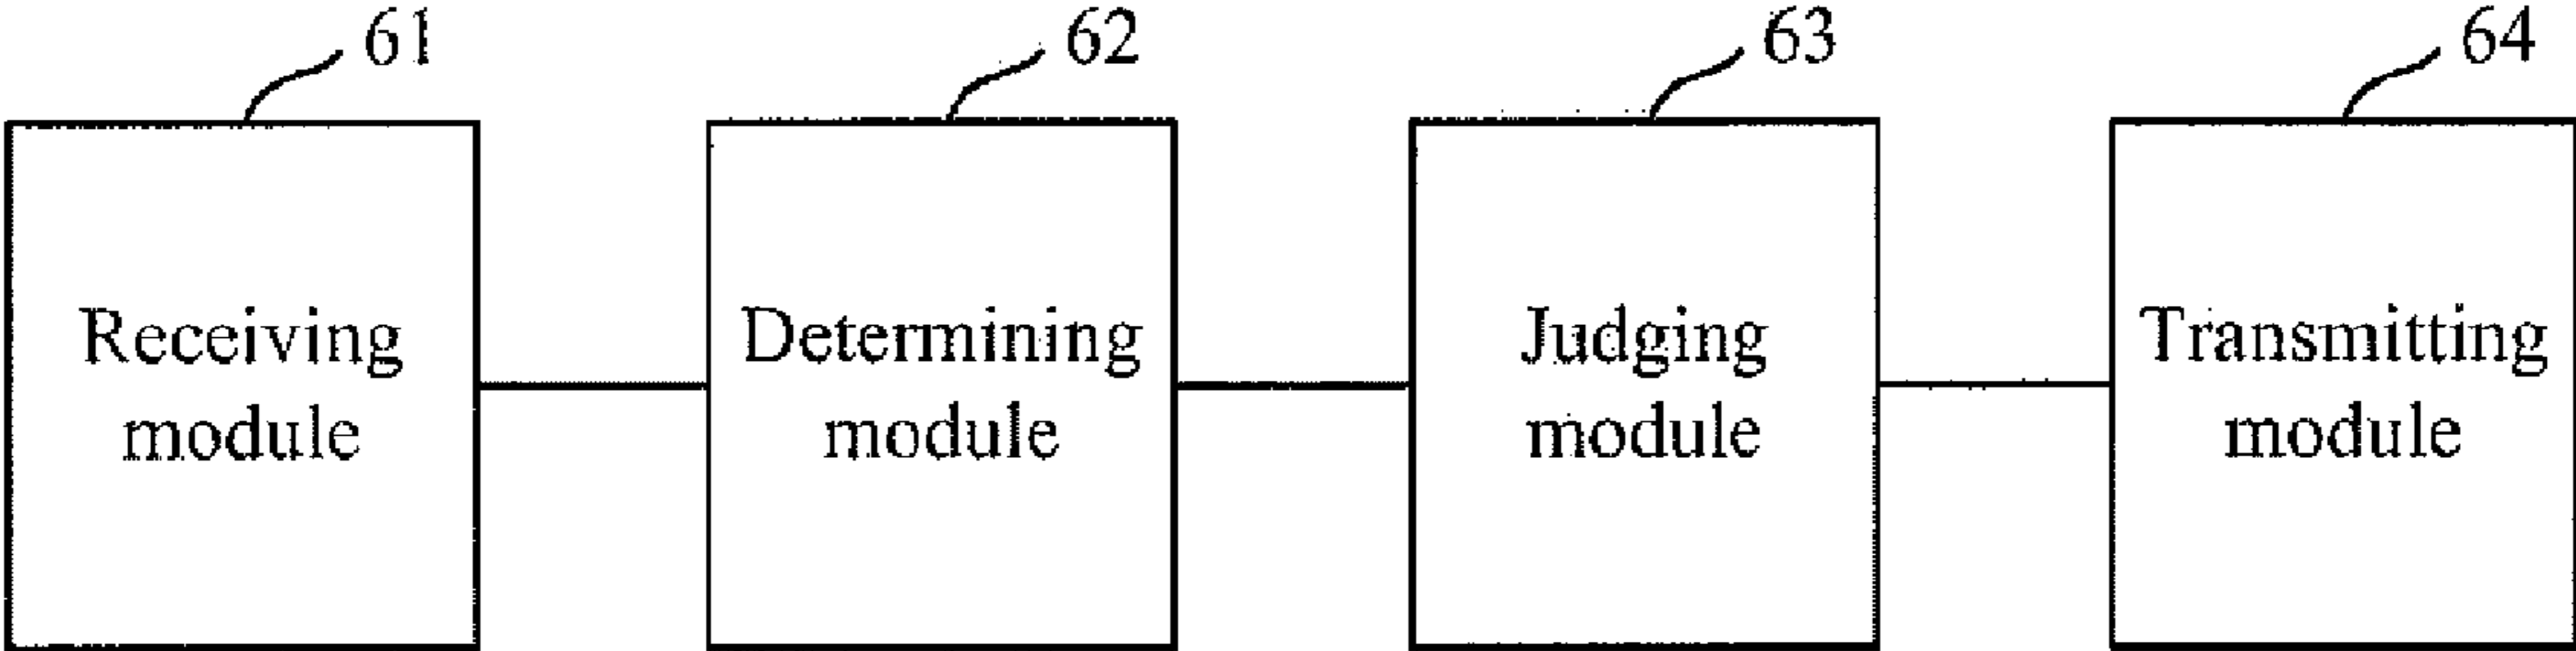 61
62
63
64
Receiving
module
Determining
module
Judging
module
Transmitting
module